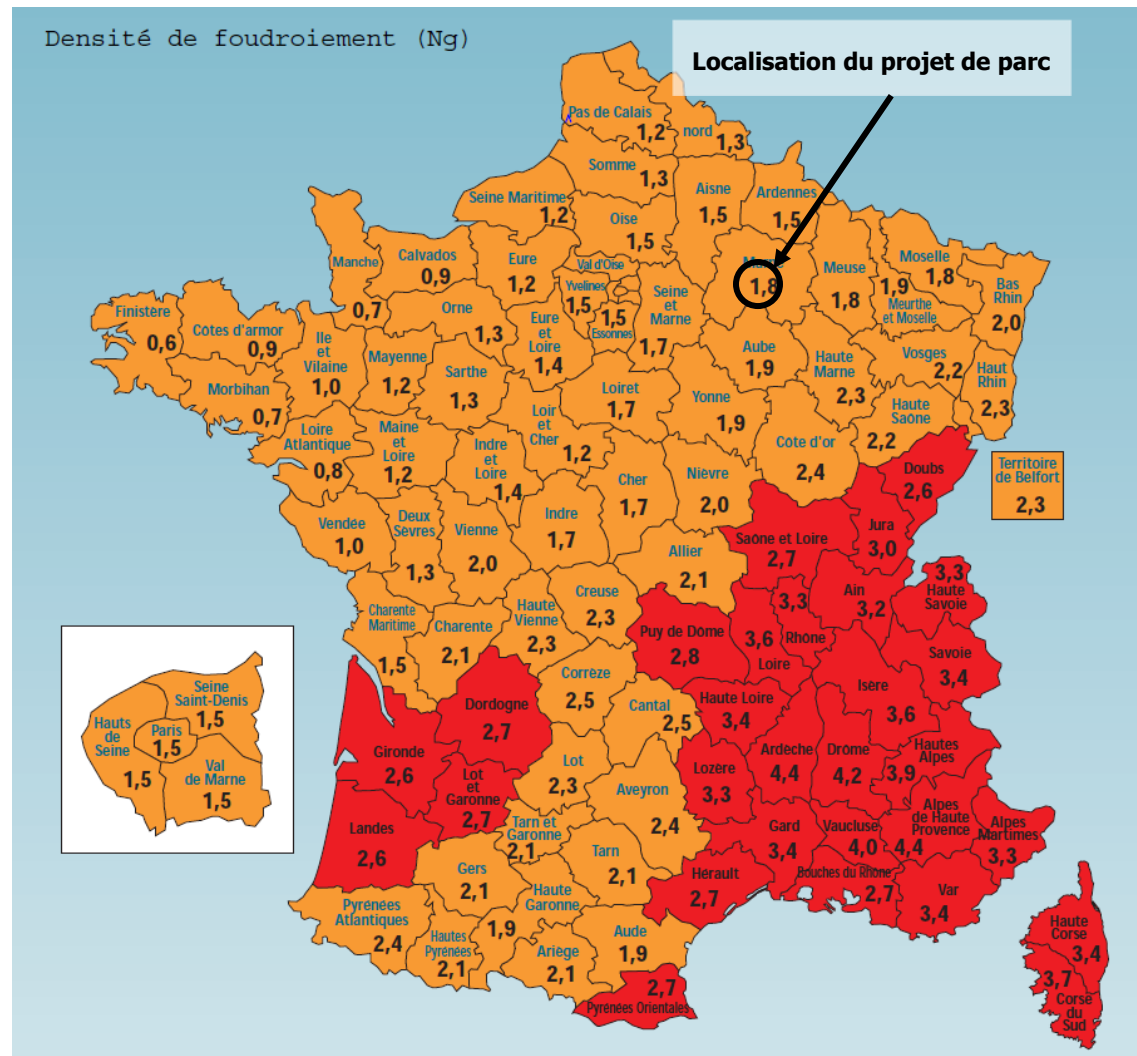 Densité de foudroiement (Ng)
Localisation du projet de parc
Pas de Calais
1,2
nord
1,3
Somme
1,3
Seine Maritime
1,2
Aisne
1,5
Ardennes
1,5
Oise
1,5
Manche
0,7
Calvados
0,9
Eure
1,2
Val d'Oise
Yvelines
1,5
1,5
Essonnes
Seine
et
Marne
1,7
1,8
Meuse
1,8
Moselle
1,8
1,9
Meurthe
et Moselle
Bas
Rhin
2,0
Finistère
0,6
Côtes d'armor
0,9
Ile
et
Vilaine
1,0
Morbihan
0,7
Orne
1,3
Eure
et
Loire
1,4
Mayenne
1,2
Sarthe
1,3
Aube
1,9
Haute
Marne
2,3
Vosges
2,2
Haut
Rhin
2,3
Loire
Atlantique
0,8
Maine
et
Loire
1,2
Indre
et
Loire
1,4
Loir
et
Cher
1,2
Loiret
1,7
Yonne
1,9
Côte d'or
2,4
Haute
Saône
2,2
Doubs
2,6
Territoire
de Belfort
2,3
Vendée
1,0
Deux
Sèvres
1,3
Vienne
2,0
Indre
1,7
Cher
1,7
Nièvre
2,0
Saône et Loire
2,7
Jura
3,0
Allier
2,1
Creuse
2,3
Haute
Vienne
2,3
Charente
Maritime
1,5
Charente
2,1
Puy de Dôme
2,8
3,6
Loire
3,3
Rhône
Ain
3,2
3,3
Haute
Savoie
Savoie
3,4
Isère
3,6
Corrèze
2,5
Cantal
2,5
Haute Loire
3,4
Dordogne
2,7
Gironde
2,6
Lot
et
Garonne
2,7
Lot
2,3
Aveyron
2,4
Lozère
3,3
Ardèche
4,4
Drôme
4,2
Hautes
Alpes
3,9
Landes
2,6
Tarn et
Garonne
2,1
Tarn
2,1
Gard
3,4
Vaucluse
4,0
Alpes
de Haute
Provence
4,4
Alpes
Martimes
3,3
Gers
2,1
Haute
Garonne
1,9
Hérault
2,7
Bouches du Rhône
2,7
Var
3,4
Pyrénées
Atlantiques
2,4
Hautes
Pyrénées
2,1
Ariège
2,1
Aude
1,9
2,7
Pyrénées Orientales
Haute
Corse
3,4
3,7
Corse
du
Sud
Seine
Saint-Denis
1,5
Hauts
de
Seine
1,5
Paris
1,5
Val
de Marne
1,5